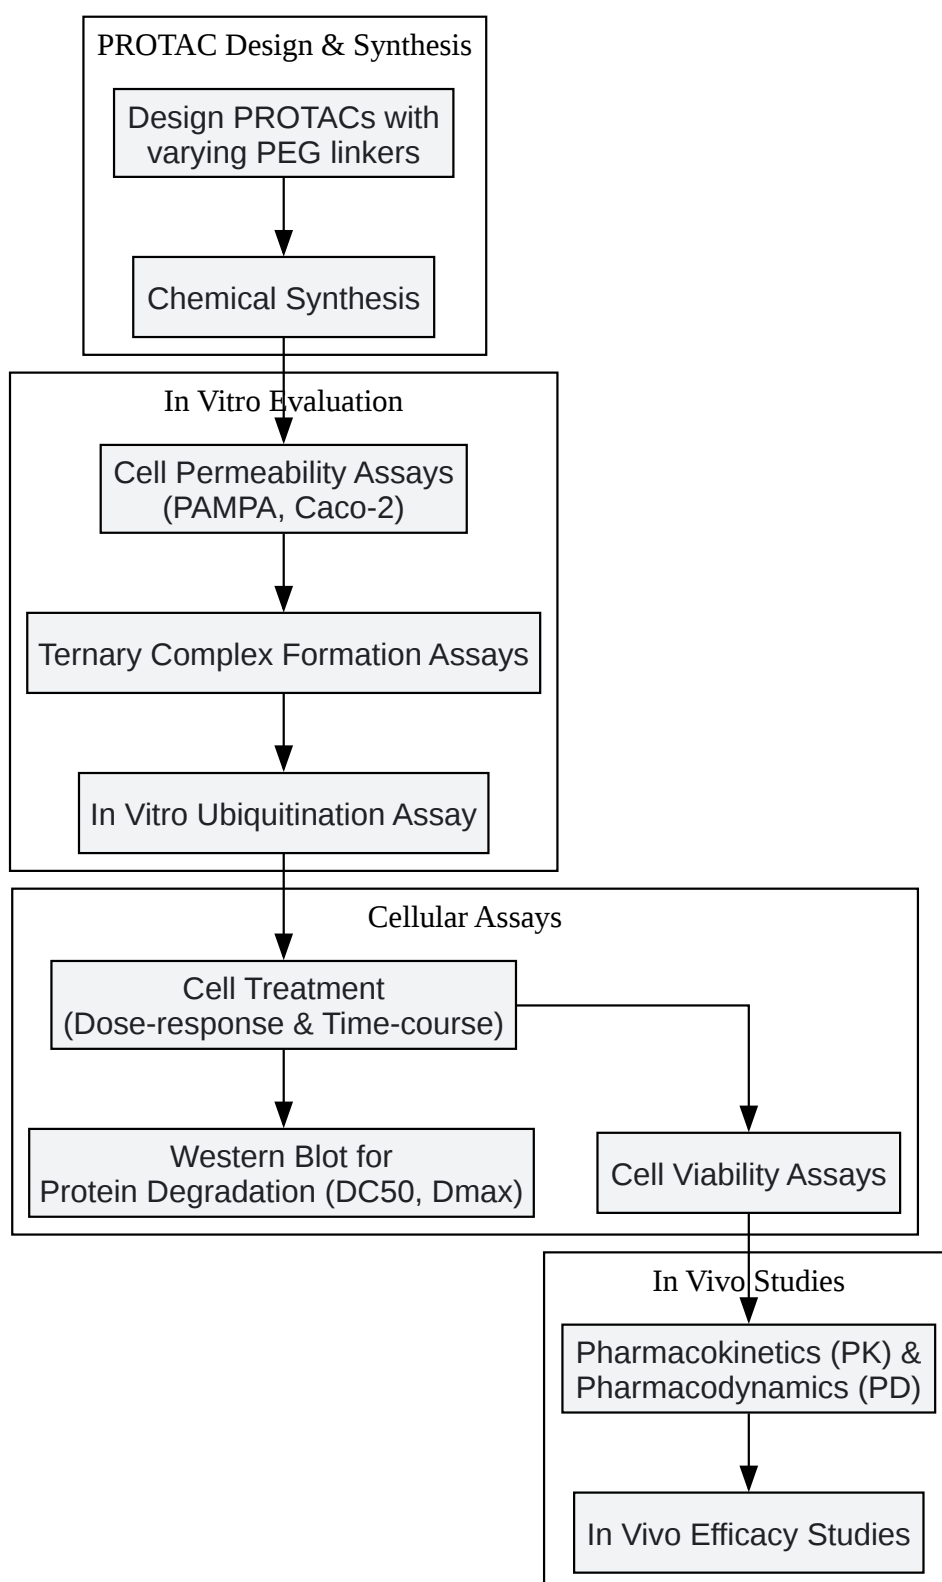 PROTAC Design & Synthesis
Design PROTACs with
varying PEG linkers
Chemical Synthesis
In Vitro Evaluation
Cell Permeability Assays
(PAMPA, Caco-2)
Ternary Complex Formation Assays
In Vitro Ubiquitination Assay
Cellular Assays
Cell Treatment
(Dose-response & Time-course)
Western Blot for
Protein Degradation (DC50, Dmax)
Cell Viability Assays
In Vivo Studies
Pharmacokinetics (PK) &
Pharmacodynamics (PD)
In Vivo Efficacy Studies